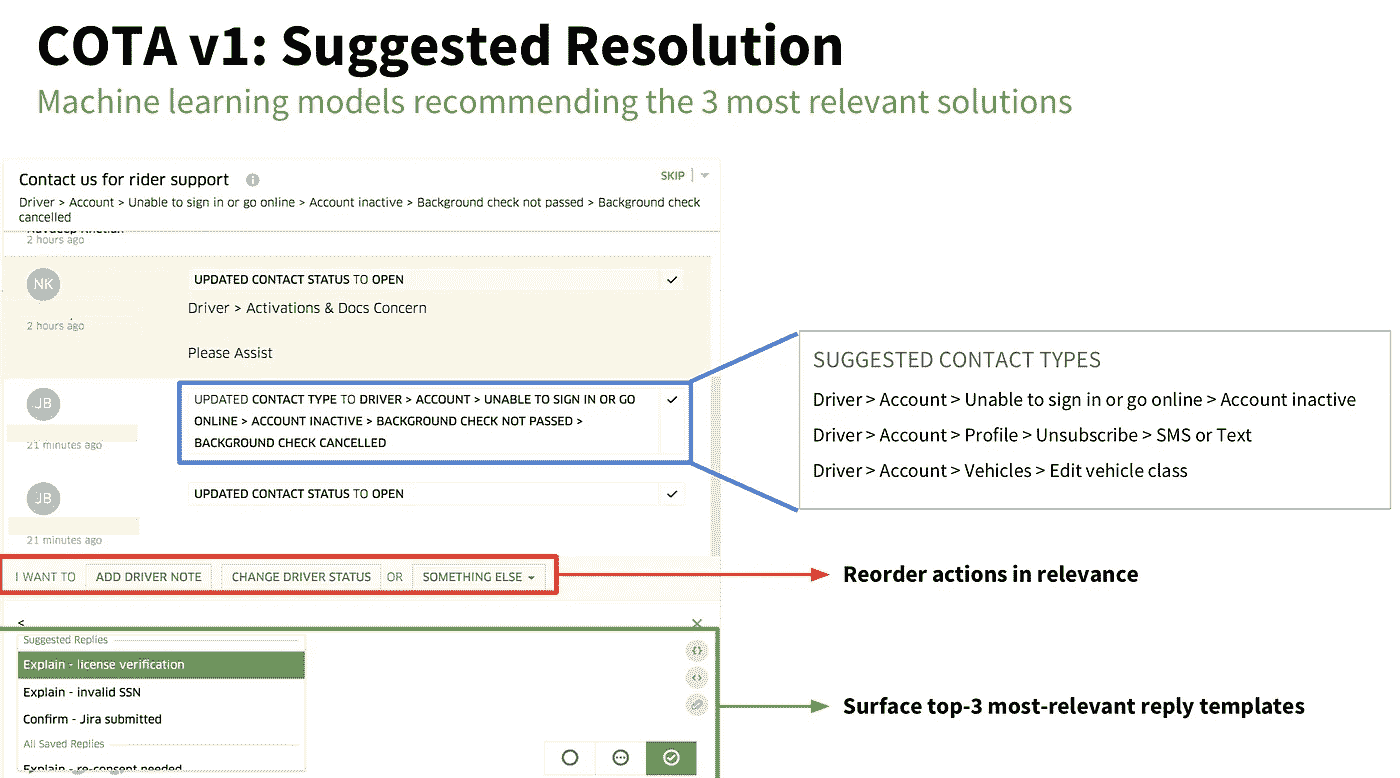 COTA v1: Suggested Resolution
Machine learning models recommending the 3 most relevant solutions
Contact us for rider support
SKIP
Driver > Account > Unable to sign in or go online > Account inactive > Background check not passed > Background check
cancelled
2 hours ago
NK
UPDATED CONTACT STATUS TO OPEN
Driver > Activations & Docs Concern
2 hours ago
Please Assist
JB
UPDATED CONTACT TYPE TO DRIVER > ACCOUNT > UNABLE TO SIGN IN OR GO
ONLINE > ACCOUNT INACTIVE > BACKGROUND CHECK NOT PASSED >
BACKGROUND CHECK CANCELLED
21 minutes ago
JB
UPDATED CONTACT STATUS TO OPEN
21 minutes ago
SUGGESTED CONTACT TYPES
Driver > Account > Unable to sign in or go online > Account inactive
Driver > Account > Profile > Unsubscribe > SMS or Text
Driver > Account > Vehicles > Edit vehicle class
I WANT TO ADD DRIVER NOTE CHANGE DRIVER STATUS OR SOMETHING ELSE
Reorder actions in relevance
<
Suggested Replies
Explain - license verification
Explain - invalid SSN
Confirm - Jira submitted
All Saved Replies
Explain - re-consent needed
Surface top-3 most-relevant reply templates